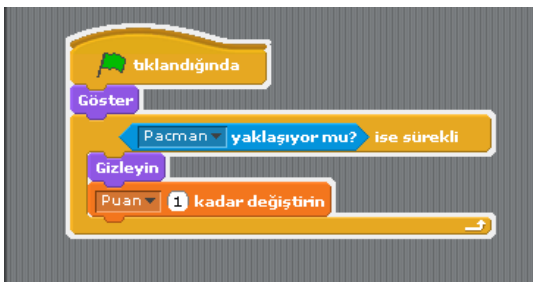 tıklandığında
Göster
Pacman yaklaşıyor mu? ise sürekli
Gizleyin
Puan 1 kadar değiştirin